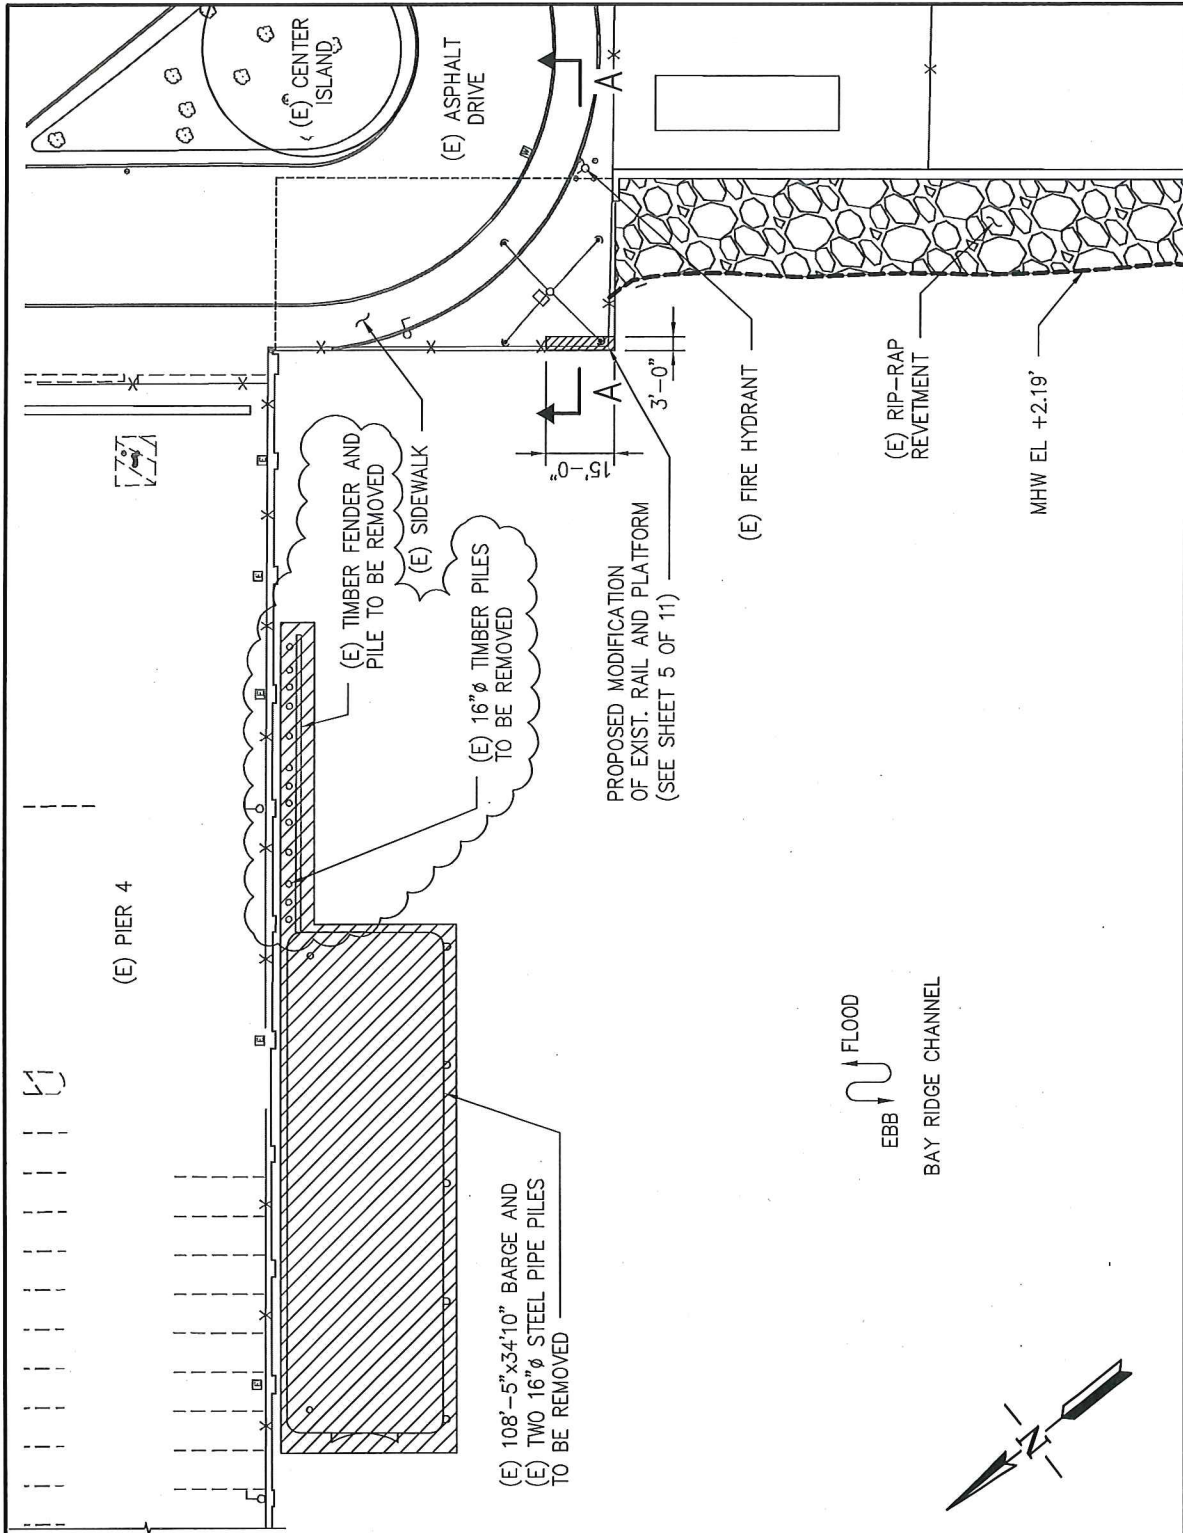 (E) PIER 4
(E) CENTER
ISLAND
(E) ASPHALT
DRIVE
W
A
A
E
E
E
E
E
(E) TIMBER FENDER AND
PILE TO BE REMOVED
(E) SIDEWALK
(E) 16"ø TIMBER PILES
TO BE REMOVED
15'-0"
3'-0"
PROPOSED MODIFICATION
OF EXIST. RAIL AND PLATFORM
(SEE SHEET 5 OF 11)
(E) FIRE HYDRANT
(E) RIP-RAP
REVETMENT
MHW EL +2.19'
(E) 108'-5"x34'10" BARGE AND
(E) TWO 16"ø STEEL PIPE PILES
TO BE REMOVED
FLOOD
EBB
BAY RIDGE CHANNEL
N